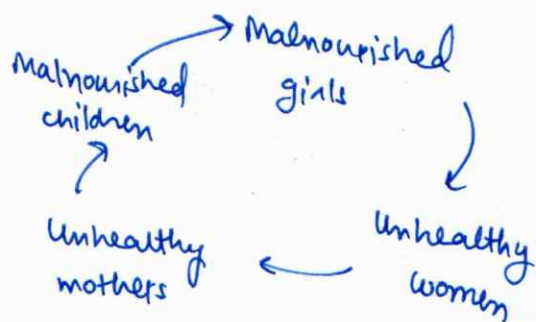 Malnourished
girls
Unhealthy
women
Unhealthy
mothers
Malnourished
children